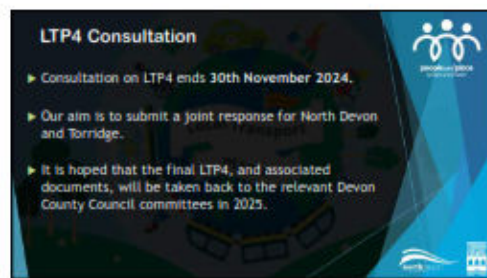 LTP4 Consultation
Consultation on LTP4 ends 30th November 2024.
Our aim is to submit a joint response for North Devon
and Torridge.
It is hoped that the final LTP4, and associated
documents, will be taken back to the relevant Devon
County Council committees in 2025.